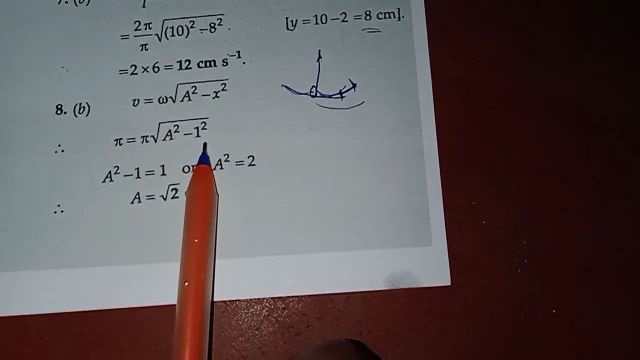 = 2π/π √(10)² − 8² [y = 10 − 2 = 8 cm].
= 2 × 6 = 12 cm s⁻¹.
8. (b) v = ω√A² − x²
∴ π = π√A² − 1²
A² − 1 = 1 or A² = 2
∴ A = √2